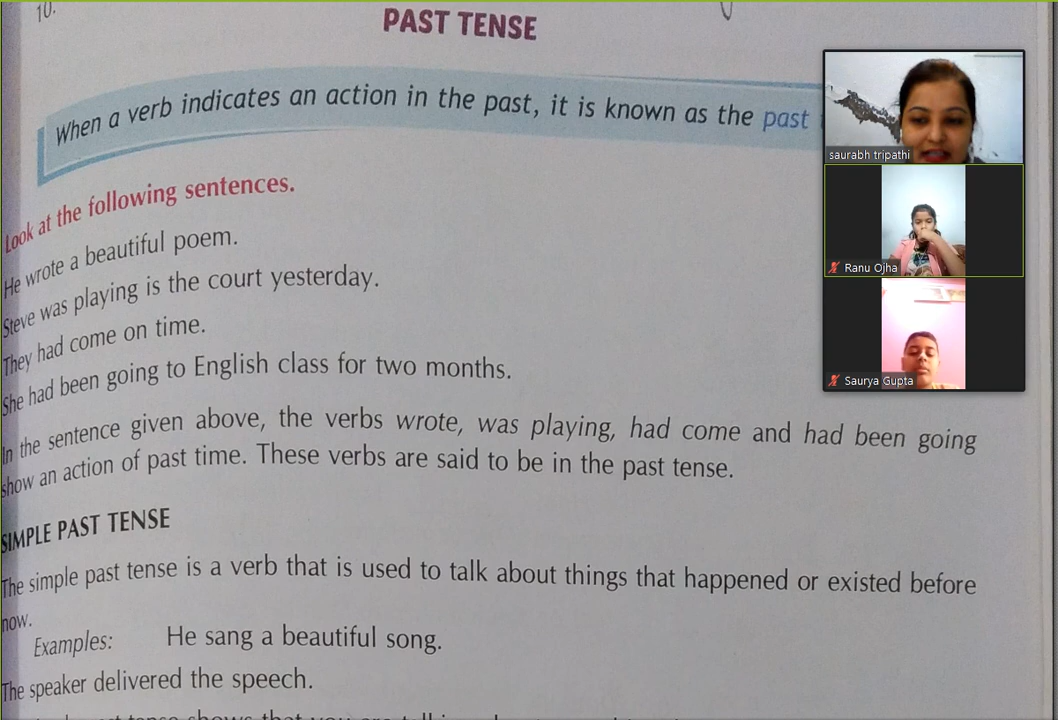 10.
PAST TENSE
When a verb indicates an action in the past, it is known as the past
Look at the following sentences.
He wrote a beautiful poem.
Steve was playing is the court yesterday.
They had come on time.
She had been going to English class for two months.
In the sentence given above, the verbs wrote, was playing, had come and had been going
show an action of past time. These verbs are said to be in the past tense.
SIMPLE PAST TENSE
The simple past tense is a verb that is used to talk about things that happened or existed before
now.
Examples: He sang a beautiful song.
The speaker delivered the speech.
saurabh tripathi
Ranu Ojha
Saurya Gupta